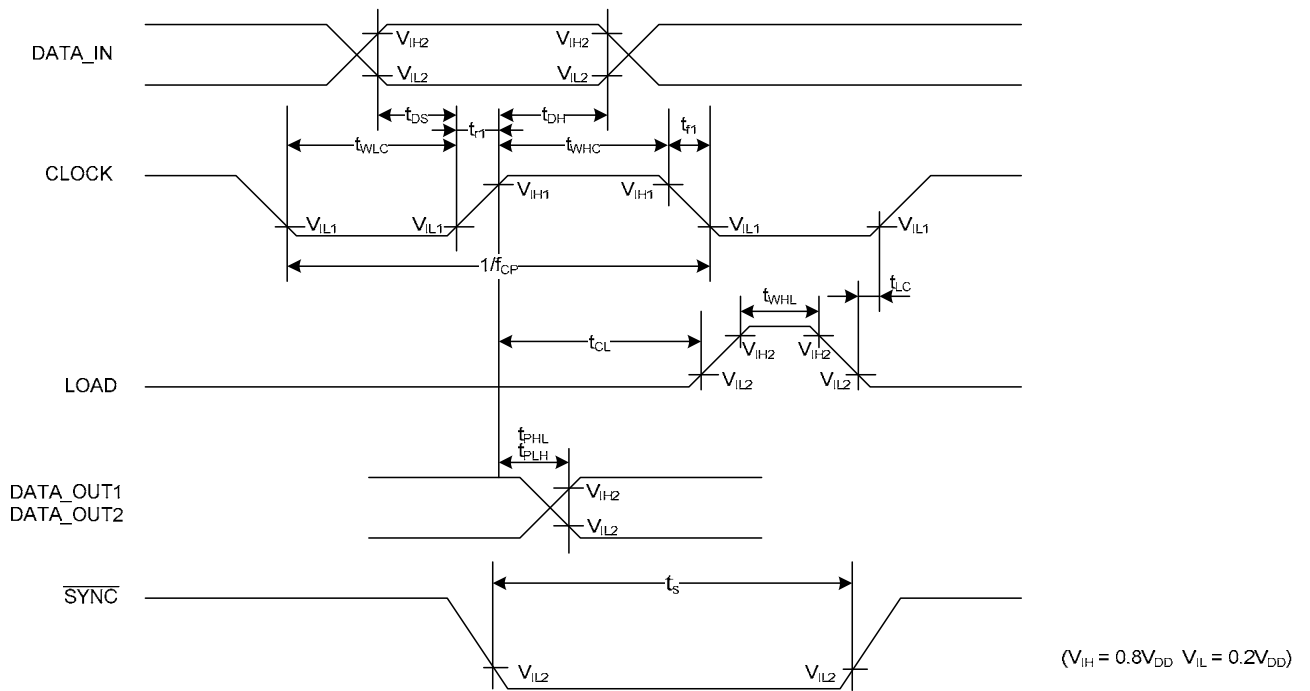 DATA_IN
VIH2
VIH2
VIL2
VIL2
tDS
tr1
tDH
tf1
tWLC
tWHC
CLOCK
VIH1
VIH1
VIL1
VIL1
VIL1
VIL1
1/fCP
tLC
tWHL
tCL
VIH2
VIH2
LOAD
VIL2
VIL2
tPHL
tPLH
DATA_OUT1
DATA_OUT2
VIH2
VIL2
ts
SYNC
VIL2
VIL2
(VIH = 0.8VDD VIL = 0.2VDD)